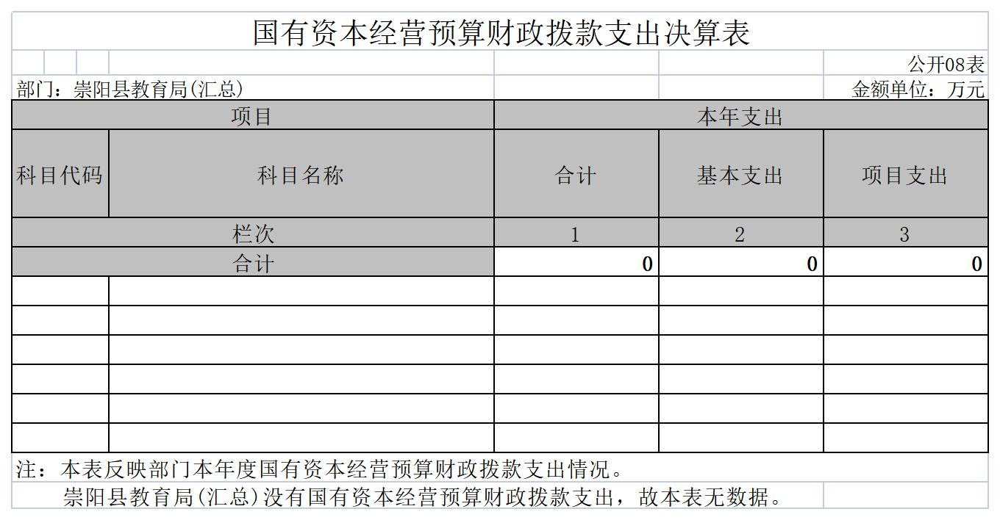 国有资本经营预算财政拨款支出决算表
公开08表
部门：崇阳县教育局(汇总) 金额单位：万元
项目 本年支出
科目代码 科目名称 合计 基本支出 项目支出
栏次 1 2 3
合计 0 0 0
注：本表反映部门本年度国有资本经营预算财政拨款支出情况。
崇阳县教育局(汇总)没有国有资本经营预算财政拨款支出，故本表无数据。